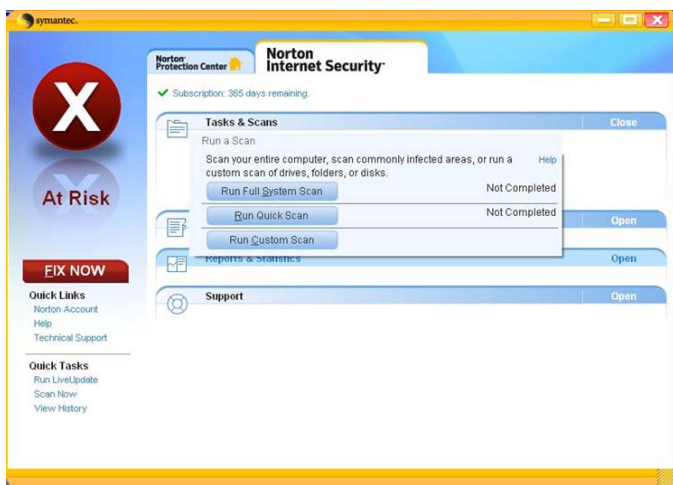 symantec.
Norton
Protection Center
Norton
Internet Security
Subscription: 365 days remaining.
X
At Risk
FIX NOW
Quick Links
Norton Account
Help
Technical Support
Quick Tasks
Run LiveUpdate
Scan Now
View History
Tasks & Scans
Close
Run a Scan
Scan your entire computer, scan commonly infected areas, or run a
custom scan of drives, folders, or disks.
Help
Run Full System Scan
Not Completed
Run Quick Scan
Not Completed
Run Custom Scan
Open
Reports & Statistics
Open
Support
Open